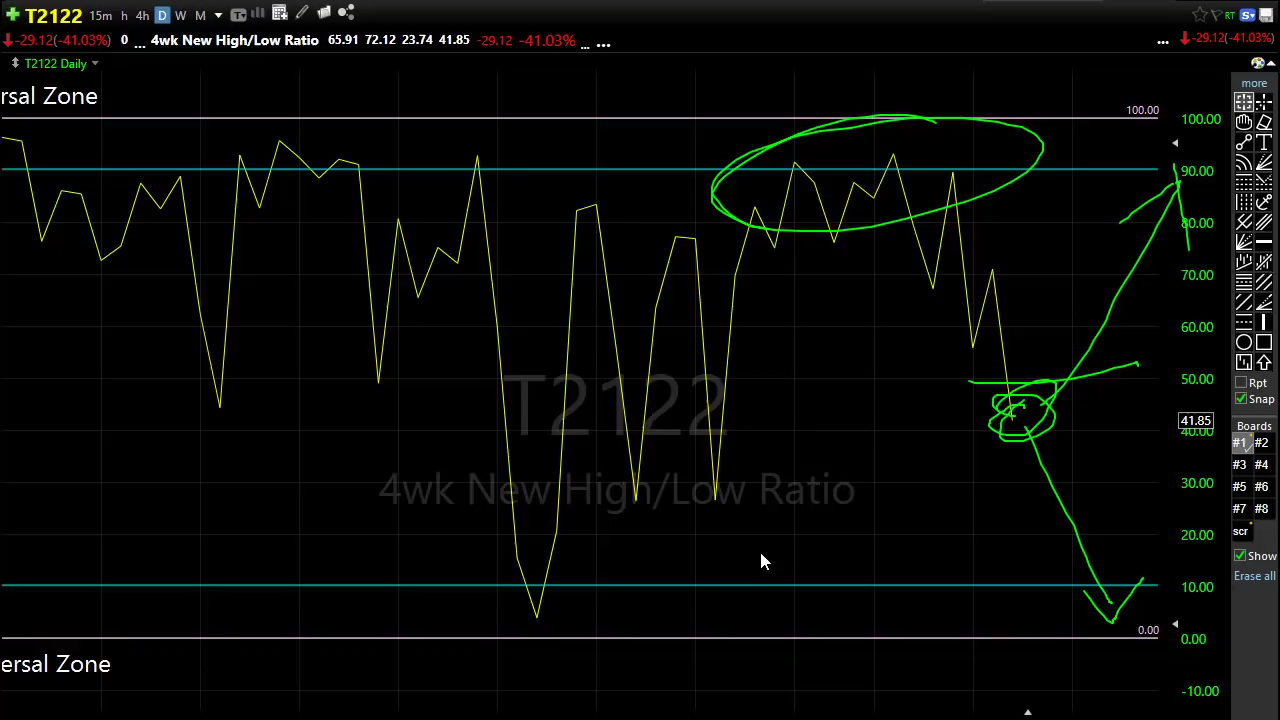 T2122 15m h 4h D W M
RT S
-29.12(-41.03%) 0 ... 4wk New High/Low Ratio 65.91 72.12 23.74 41.85 -29.12 -41.03% ... ... ... -29.12(-41.03%)
T2122 Daily
more
rsal Zone
100.00
100.00
90.00
80.00
70.00
60.00
50.00
41.85
40.00
30.00
20.00
10.00
0.00
0.00
-10.00
T2122
4wk New High/Low Ratio
ersal Zone
T
Rpt
Snap
Boards
#1 #2
#3 #4
#5 #6
#7 #8
scr
Show
Erase all